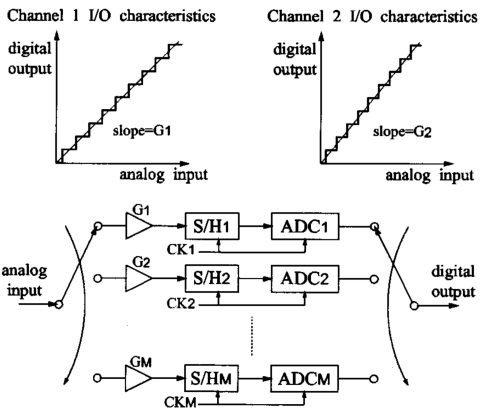 Channel 1 I/O characteristics
digital output
slope=G1
analog input
Channel 2 I/O characteristics
digital output
slope=G2
analog input
analog input
G1
S/H1
ADC1
CK1
G2
S/H2
ADC2
CK2
GM
S/HM
ADCM
CKM
digital output